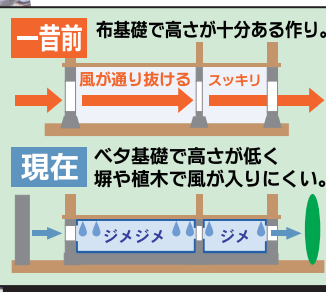 一昔前
布基礎で高さが十分ある作り。
風が通り抜ける
スッキリ
現在
ベタ基礎で高さが低く
塀や植木で風が入りにくい。
ジメジメ
ジメ